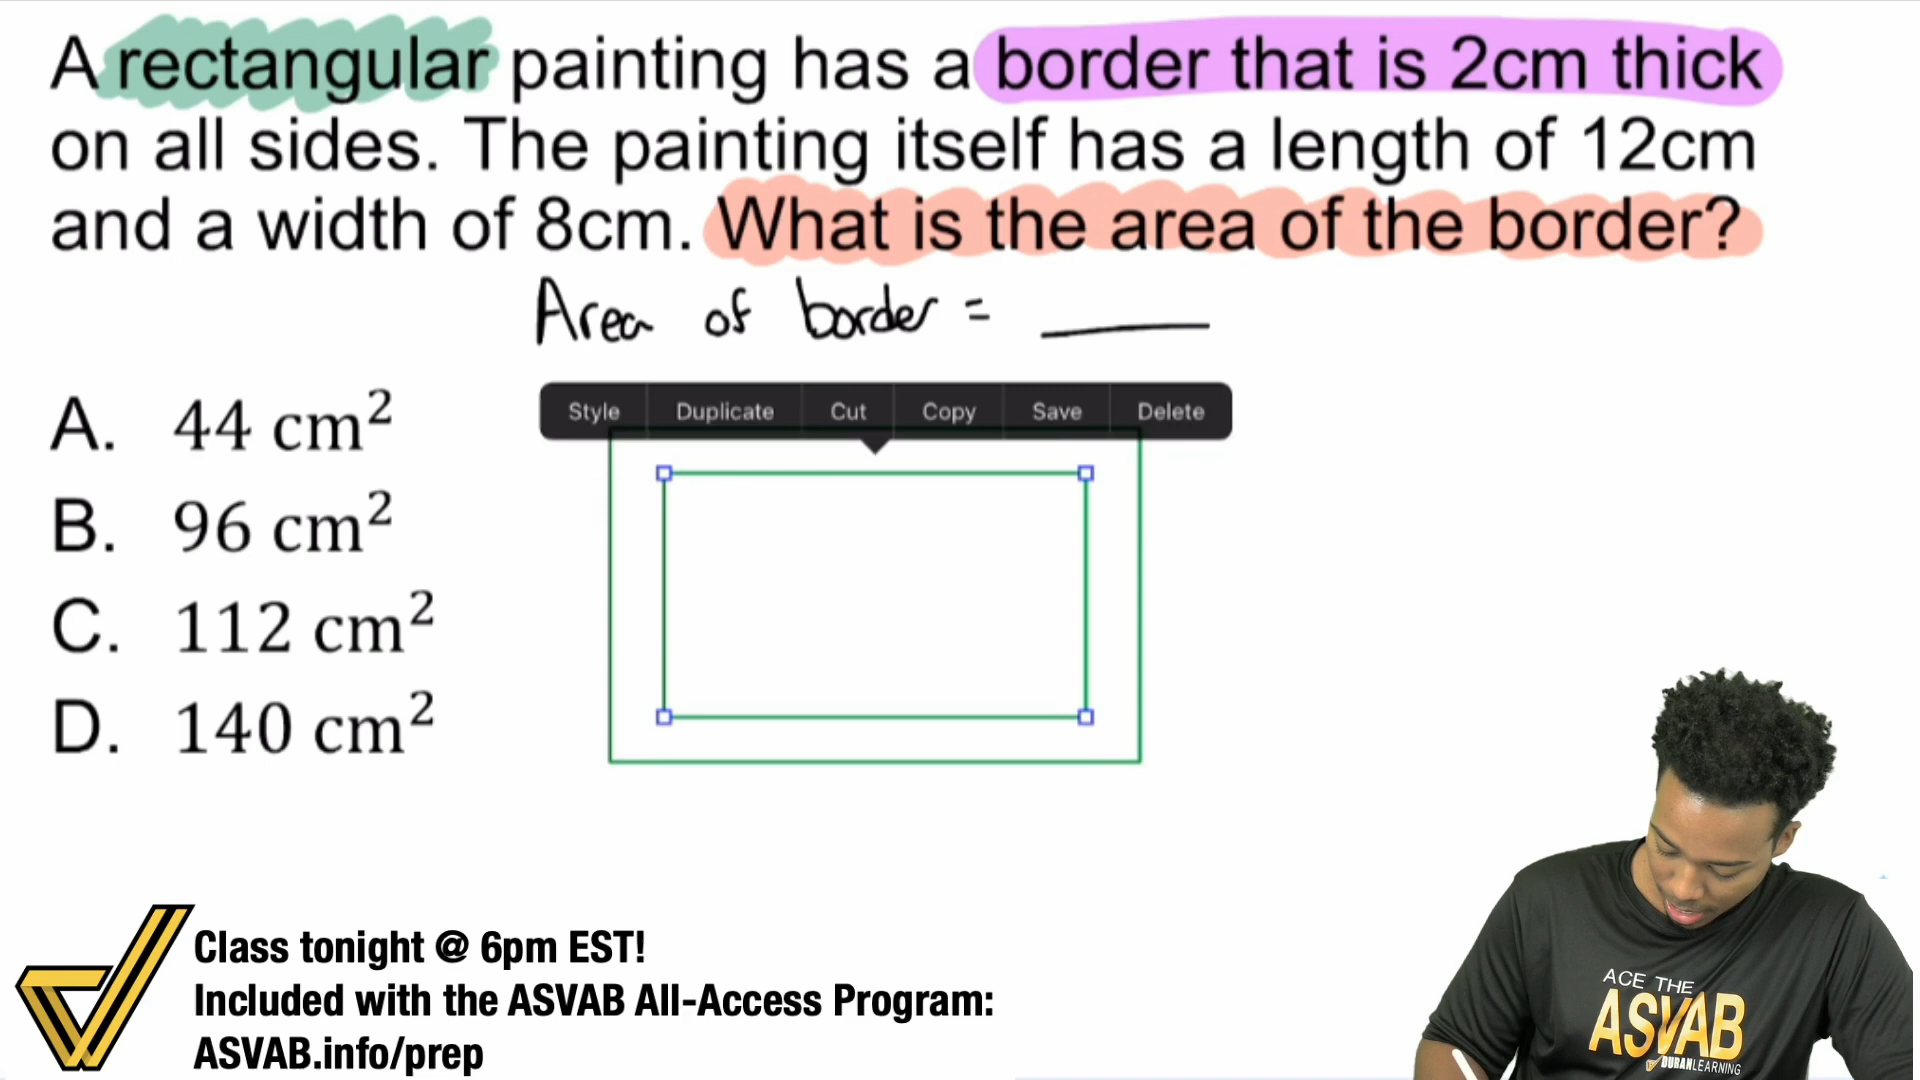 A rectangular painting has a border that is 2cm thick
on all sides. The painting itself has a length of 12cm
and a width of 8cm. What is the area of the border?
Area of border = ____
Style Duplicate Cut Copy Save Delete
A. 44 cm²
B. 96 cm²
C. 112 cm²
D. 140 cm²
Class tonight @ 6pm EST!
Included with the ASVAB All-Access Program:
ASVAB.info/prep
ACE THE
ASVAB
DURANLEARNING